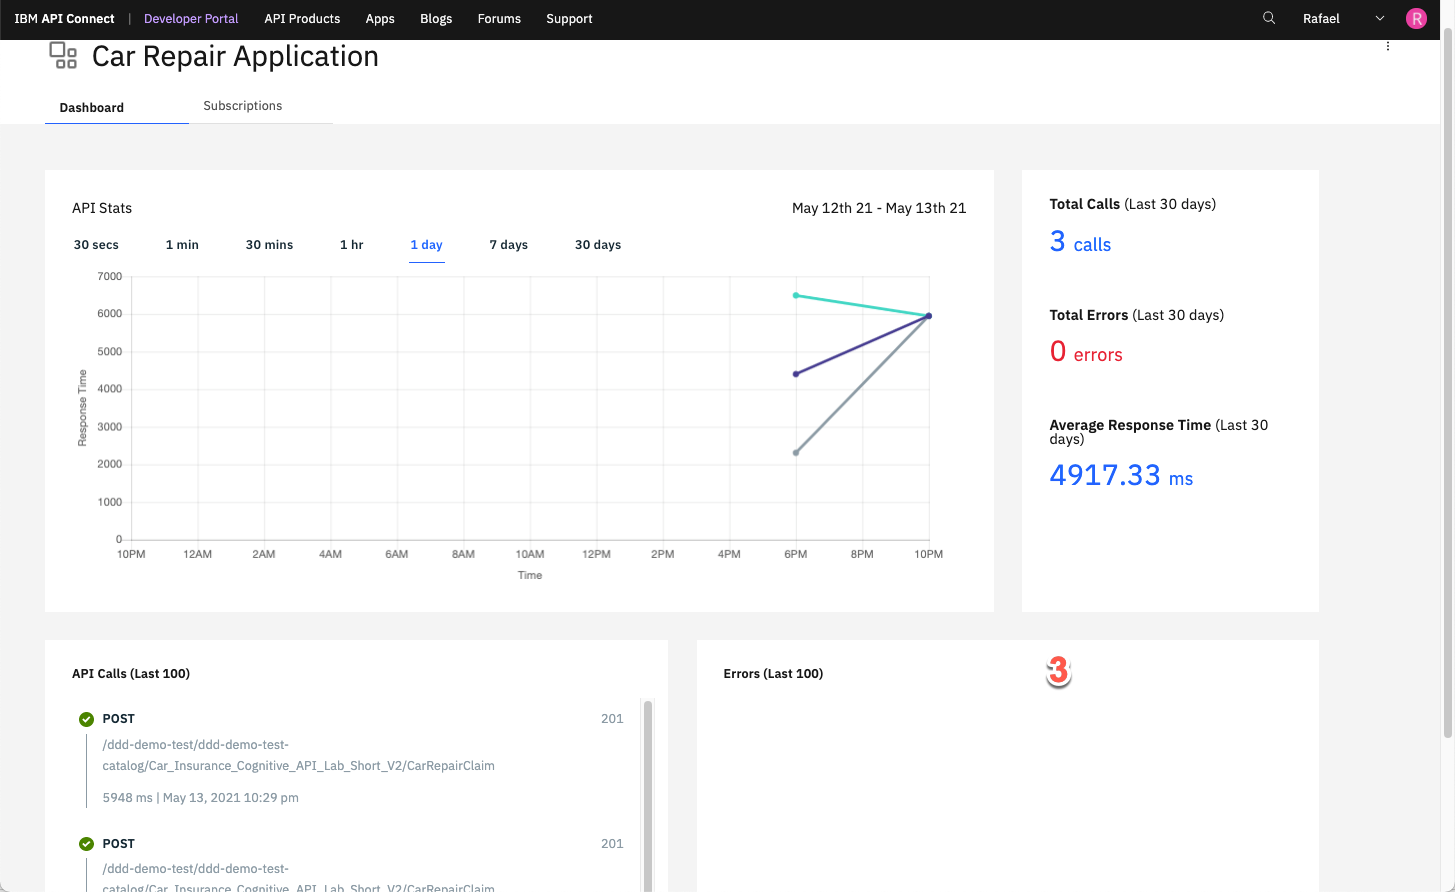 IBM API Connect | Developer Portal API Products Apps Blogs Forums Support Rafael R
Car Repair Application
Dashboard Subscriptions
API Stats May 12th 21 - May 13th 21
30 secs 1 min 30 mins 1 hr 1 day 7 days 30 days
7000
6000
5000
4000
3000
2000
1000
0
Response Time
10PM 12AM 2AM 4AM 6AM 8AM 10AM 12PM 2PM 4PM 6PM 8PM 10PM
Time
Total Calls (Last 30 days)
3 calls
Total Errors (Last 30 days)
0 errors
Average Response Time (Last 30
days)
4917.33 ms
API Calls (Last 100)
POST 201
/ddd-demo-test/ddd-demo-test-
catalog/Car_Insurance_Cognitive_API_Lab_Short_V2/CarRepairClaim
5948 ms | May 13, 2021 10:29 pm
POST 201
/ddd-demo-test/ddd-demo-test-
catalog/Car_Insurance_Cognitive_API_Lab_Short_V2/CarRepairClaim
Errors (Last 100)
3